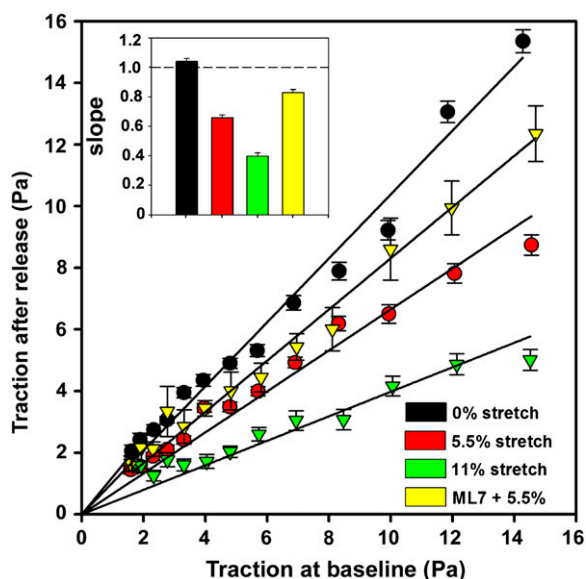 16
14
12
10
8
6
4
2
0
Traction after release (Pa)
1.2
1.0
0.8
0.6
0.4
0.2
0
slope
0% stretch
5.5% stretch
11% stretch
ML7 + 5.5%
0 2 4 6 8 10 12 14 16
Traction at baseline (Pa)